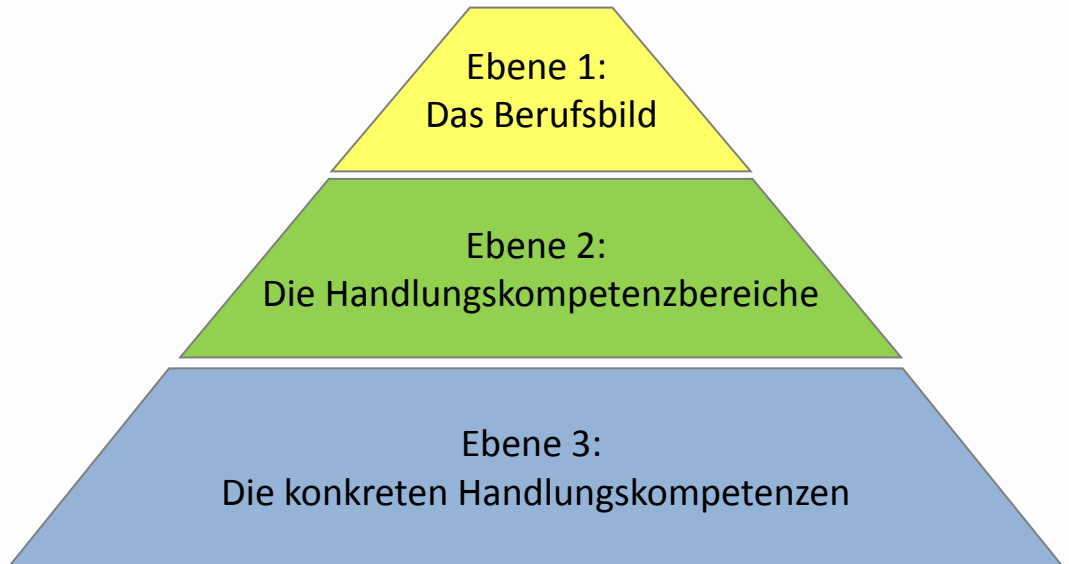 Ebene 1:
Das Berufsbild
Ebene 2:
Die Handlungskompetenzbereiche
Ebene 3:
Die konkreten Handlungskompetenzen